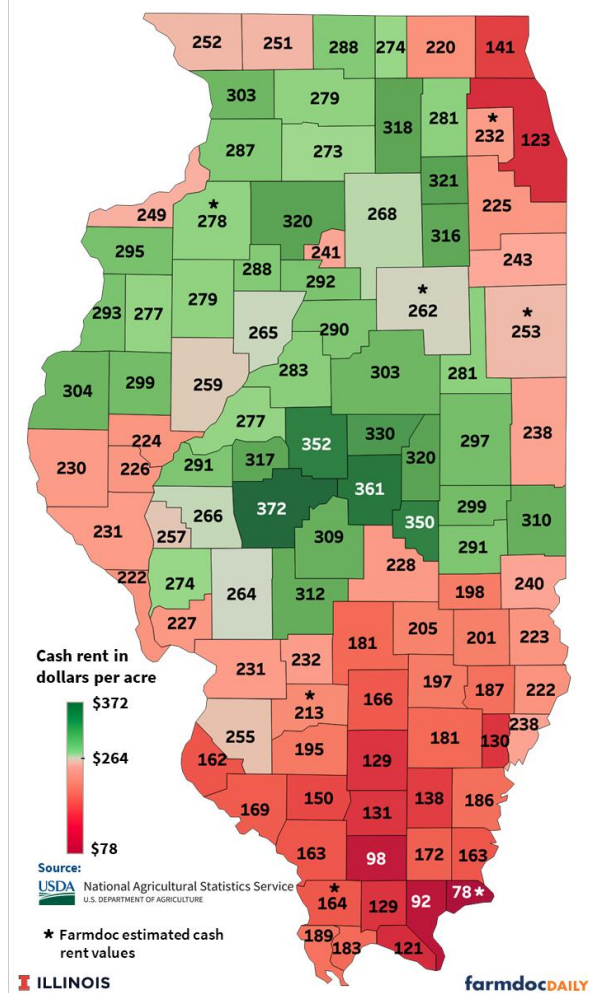 252 251 288 274 220 141
303 279 318 281 * 232 123
287 273
321
249 * 278 320 268 316 225
295 241 243
288 292
293 277 279 * 262 * 253
265 290
304 299 259 283 303 281
277 352 330 297 238
230 224 226 291 317 320
372 361
266 350 299 310
231 257 309 291
222 274 264 228
312 198 240
227
181 205 201 223
Cash rent in
dollars per acre
231 232
197 187 222
$372
* 213 166
255 238
$264
195 181 130
162 129
169 150 131 138 186
$78
163 98 172 163
Source:
USDA National Agricultural Statistics Service
U.S. DEPARTMENT OF AGRICULTURE
* 164 129 92 78*
* Farmdoc estimated cash
rent values
189 183 121
I ILLINOIS
farmdocDAILY